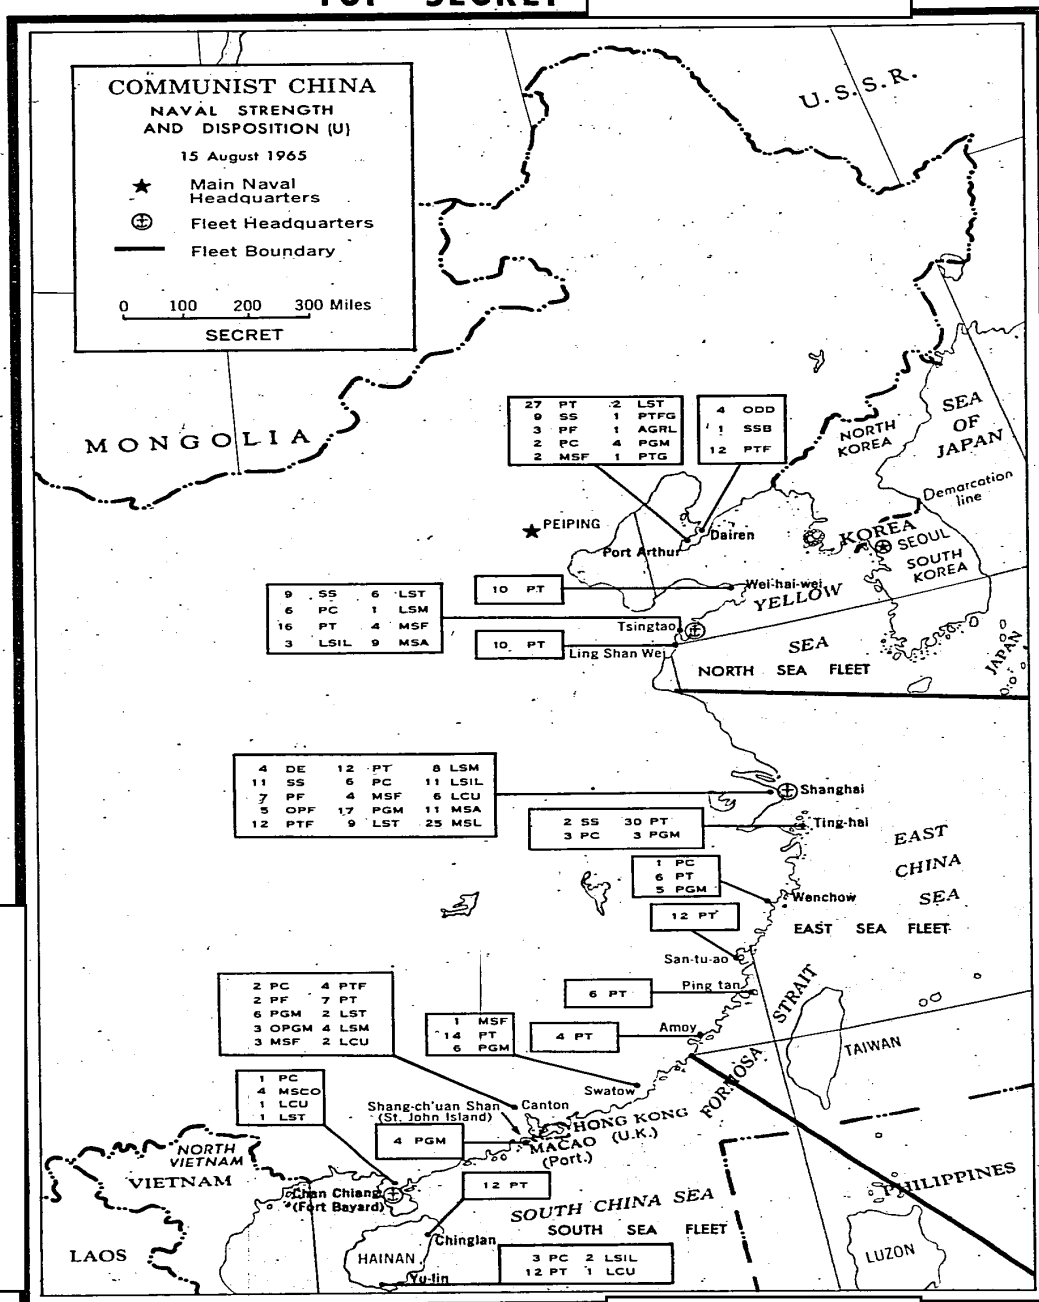 TOP SECRET
COMMUNIST CHINA
NAVAL STRENGTH
AND DISPOSITION (U)
15 August 1965
Main Naval
Headquarters
Fleet Headquarters
Fleet Boundary
0 100 200 300 Miles
SECRET
U.S.S.R.
MONGOLIA
27 PT 2 LST
9 SS 1 PTFG
3 PF 1 AGRL
2 PC 4 PGM
2 MSF 1 PTG
4 ODD
1 SSB
12 PTF
NORTH
KOREA
SEA
OF
JAPAN
Demarcation
line
PEIPING
Port Arthur
Dairen
KOREA
SEOUL
SOUTH
KOREA
10 PT
Wei-hai-wei
YELLOW
9 SS 6 LST
6 PC 1 LSM
16 PT 4 MSF
3 LSIL 9 MSA
Tsingtao
10 PT
Ling Shan Wei
SEA
JAPAN
NORTH SEA FLEET
4 DE 12 PT 8 LSM
11 SS 6 PC 11 LSIL
7 PF 4 MSF 6 LCU
5 OPF 17 PGM 11 MSA
12 PTF 9 LST 25 MSL
Shanghai
2 SS 30 PT
3 PC 3 PGM
Ting-hai
EAST
CHINA
SEA
1 PC
6 PT
5 PGM
Wenchow
12 PT
EAST SEA FLEET
San-tu-ao
6 PT
Ping tan
2 PC 4 PTF
2 PF 7 PT
6 PGM 2 LST
3 OPGM 4 LSM
3 MSF 2 LCU
1 MSF
14 PT
6 PGM
4 PT
Amoy
FORMOSA STRAIT
TAIWAN
Swatow
1 PC
4 MSCO
1 LCU
1 LST
Shang-ch'uan Shan
(St. John Island)
Canton
HONG KONG
(U.K.)
MACAO
(Port.)
4 PGM
NORTH
VIETNAM
VIETNAM
12 PT
Chan Chiang
(Fort Bayard)
SOUTH CHINA SEA
SOUTH SEA FLEET
PHILIPPINES
LAOS
HAINAN
Chinglan
LUZON
3 PC 2 LSIL
12 PT 1 LCU
Yu-lin